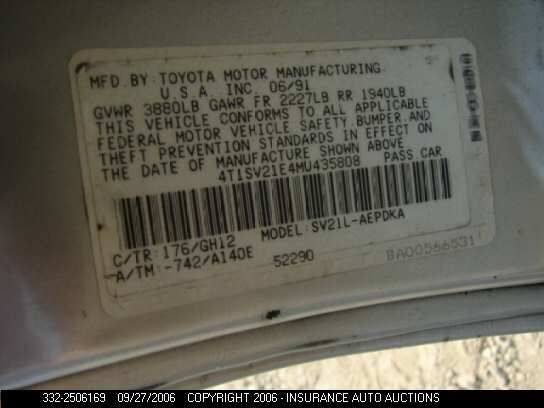 MFD. BY: TOYOTA MOTOR MANUFACTURING
U.S.A. INC. 06/91
GVWR 3880LB GAWR FR 2227LB RR 1940LB
THIS VEHICLE CONFORMS TO ALL APPLICABLE
FEDERAL MOTOR VEHICLE SAFETY, BUMPER, AND
THEFT PREVENTION STANDARDS IN EFFECT ON
THE DATE OF MANUFACTURE SHOWN ABOVE
4T1SV21E4MU435808 PASS CAR
C/TR: 176/GH12 MODEL: SV21L-AEPDKA
A/TM: -742/A140E 52290 BA00566531
332-2506169 09/27/2006 COPYRIGHT 2006 - INSURANCE AUTO AUCTIONS